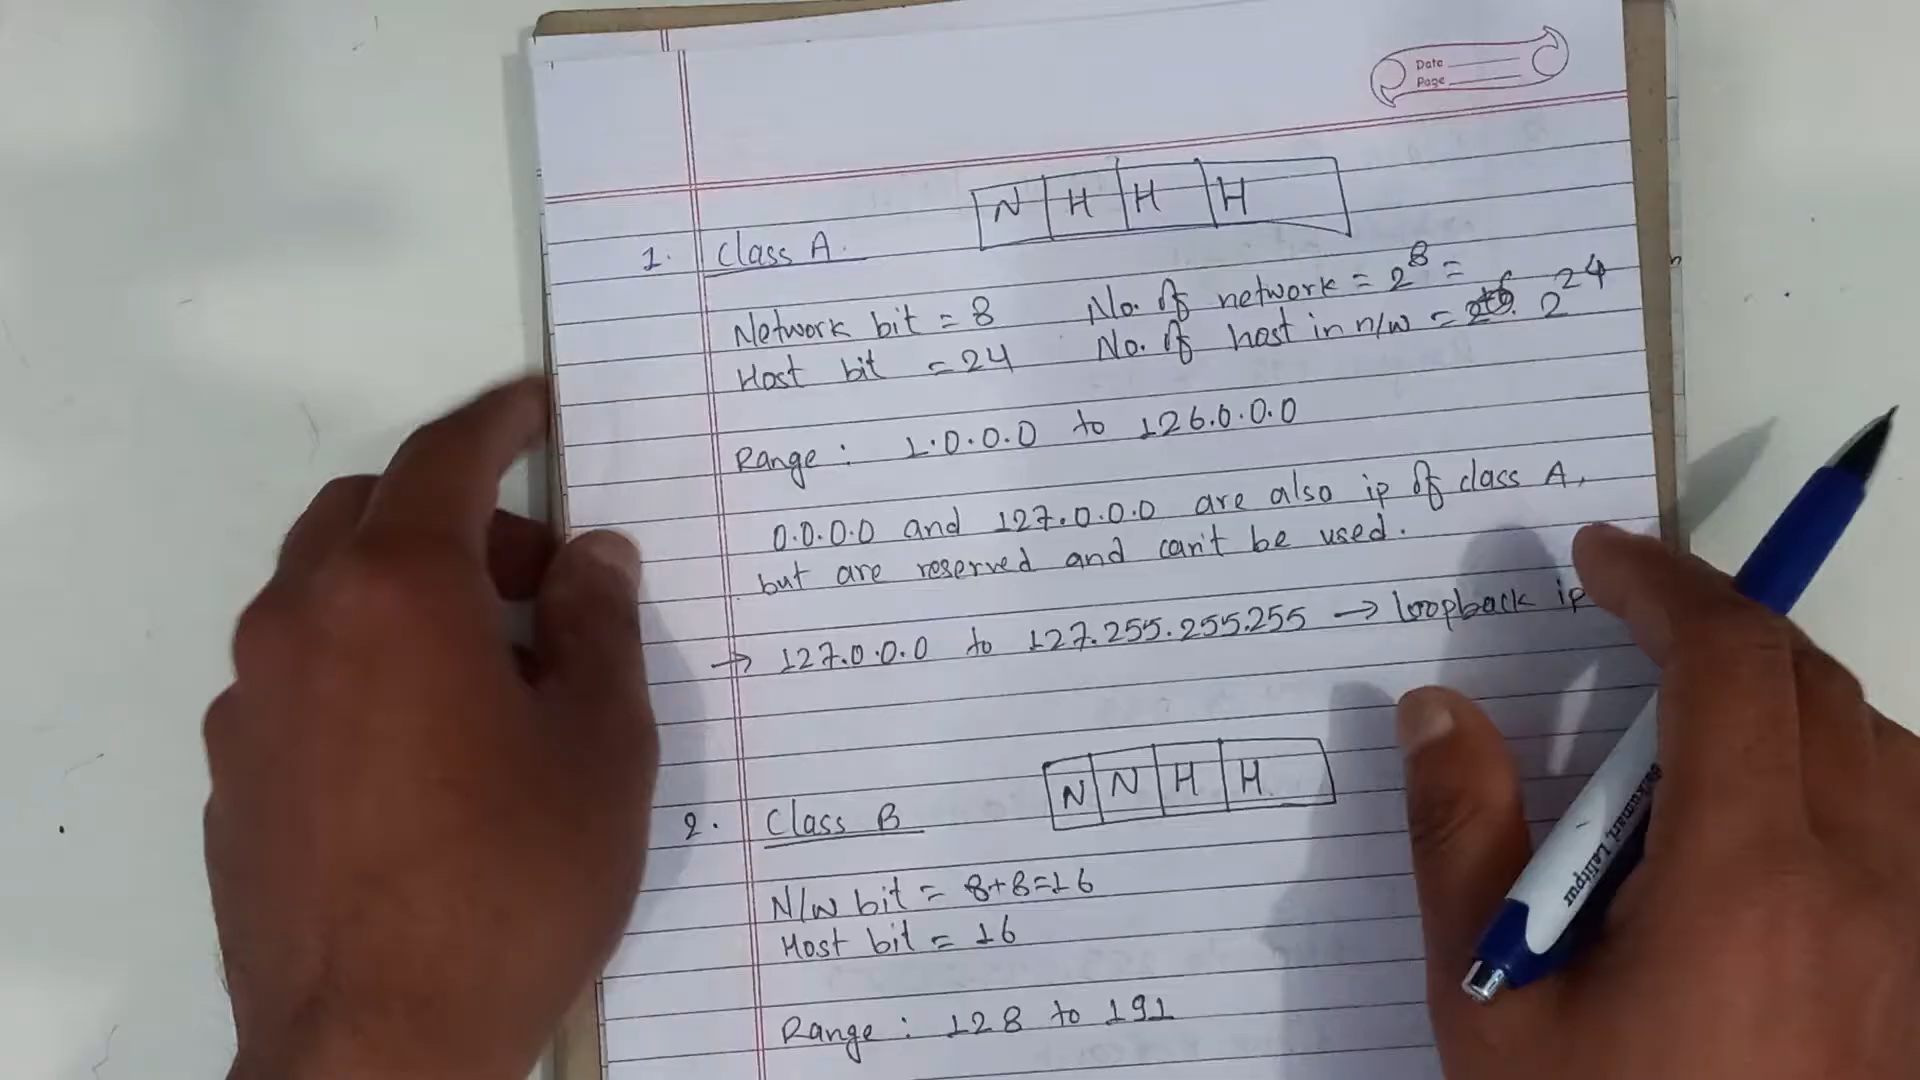 Date
Page
N H H H
1. Class A.
Network bit = 8 No. of network = 2^8 =
Host bit = 24 No. of host in n/w = 2^24
Range : 1.0.0.0 to 126.0.0.0
0.0.0.0 and 127.0.0.0 are also ip of class A,
but are reserved and can't be used.
→ 127.0.0.0 to 127.255.255.255 → loopback ip
N N H H
2. Class B
N/W bit = 8+8=16
Host bit = 16
Range : 128 to 191
Lalitpur